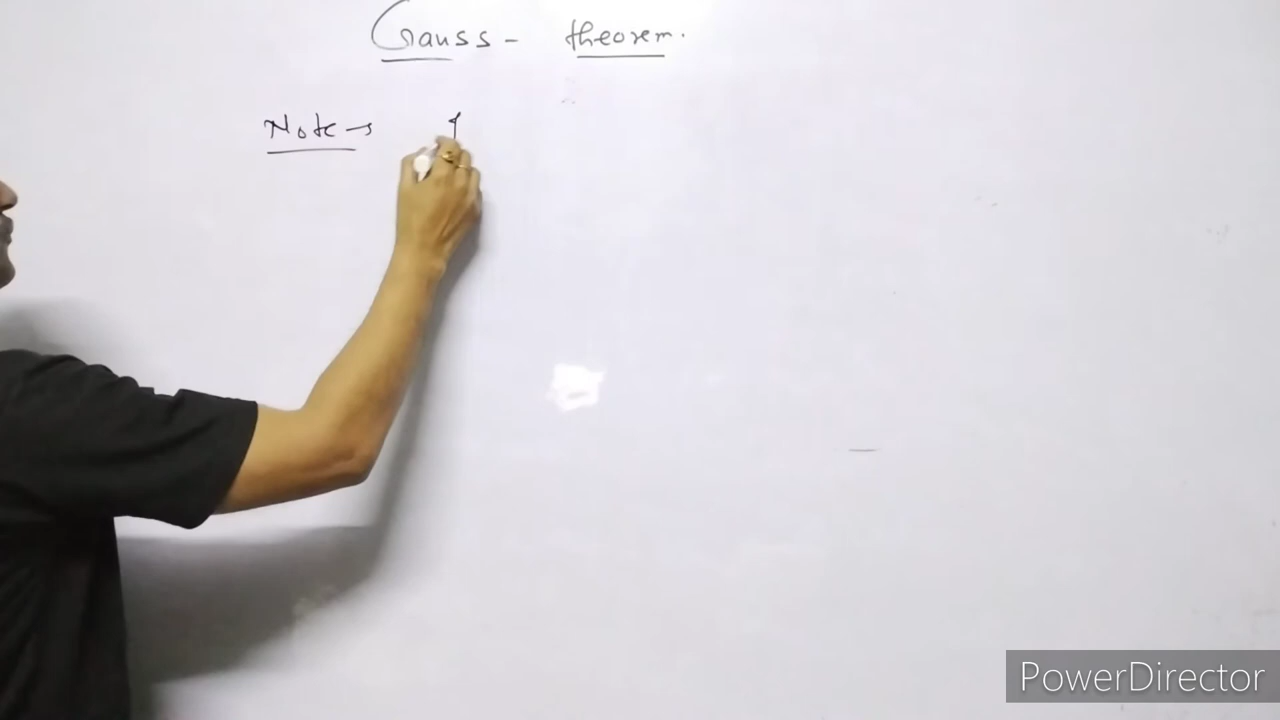 Gauss - theorem.
Note →
PowerDirector